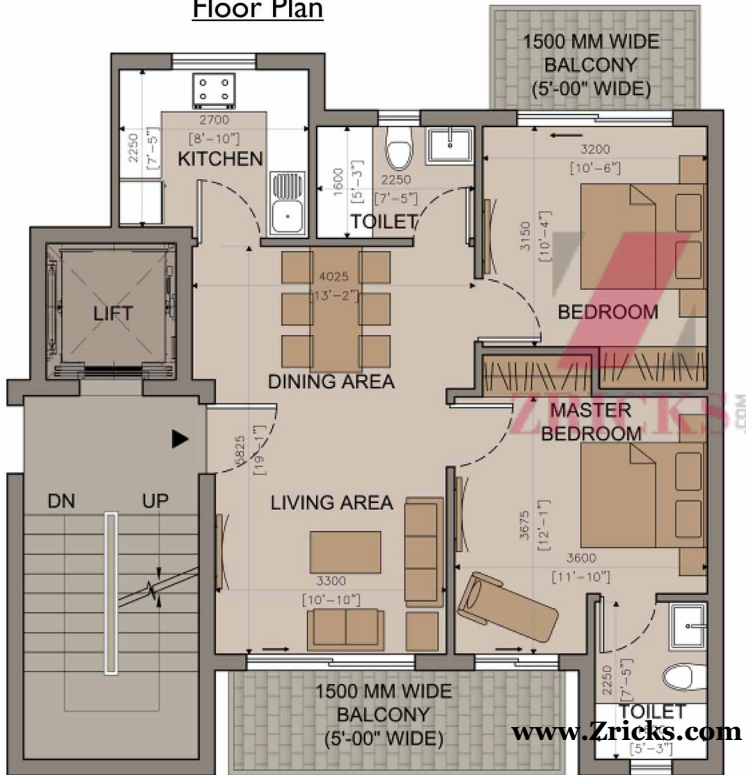 Floor Plan
1500 MM WIDE
BALCONY
(5'-00" WIDE)
2700
[8'-10"]
2250
[7'-5"]
KITCHEN
1600
[5'-3"]
2250
[7'-5"]
TOILET
3200
[10'-6"]
3150
[10'-4"]
BEDROOM
LIFT
4025
[13'-2"]
DINING AREA
ZRICKS.COM
MASTER
BEDROOM
5825
[19'-1"]
DN
UP
LIVING AREA
3675
[12'-1"]
3600
[11'-10"]
3300
[10'-10"]
2250
[7'-5"]
TOILET
[5'-3"]
1500 MM WIDE
BALCONY
(5'-00" WIDE)
www.Zricks.com